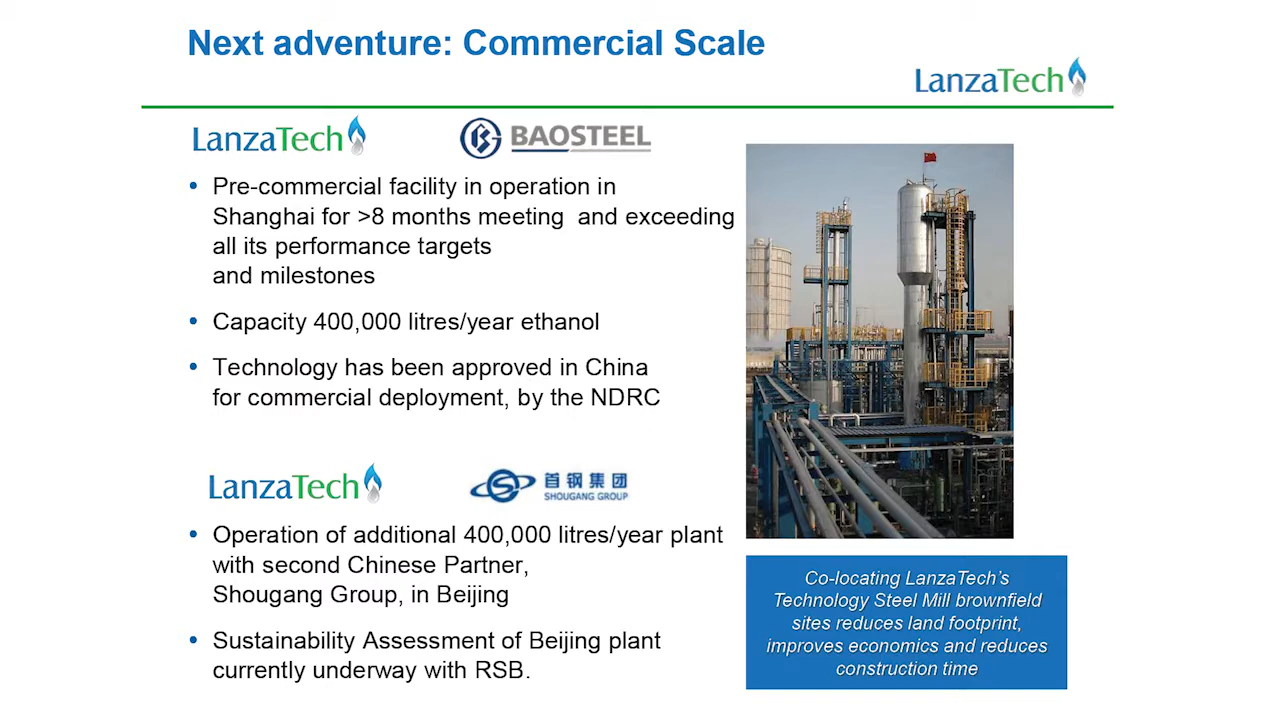 Next adventure: Commercial Scale
LanzaTech
LanzaTech
BAOSTEEL
• Pre-commercial facility in operation in
Shanghai for >8 months meeting and exceeding
all its performance targets
and milestones
• Capacity 400,000 litres/year ethanol
• Technology has been approved in China
for commercial deployment, by the NDRC
LanzaTech
首钢集团
SHOUGANG GROUP
• Operation of additional 400,000 litres/year plant
with second Chinese Partner,
Shougang Group, in Beijing
• Sustainability Assessment of Beijing plant
currently underway with RSB.
Co-locating LanzaTech’s
Technology Steel Mill brownfield
sites reduces land footprint,
improves economics and reduces
construction time